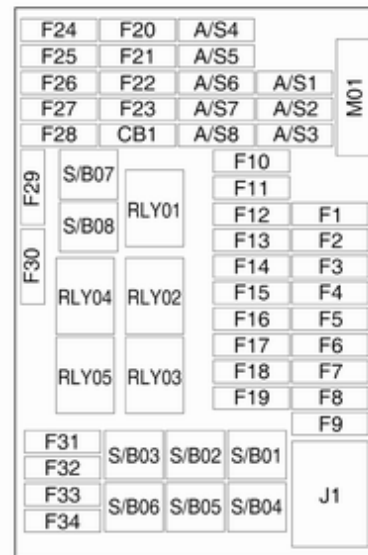 F24 F20 A/S4
F25 F21 A/S5
F26 F22 A/S6 A/S1
F27 F23 A/S7 A/S2
F28 CB1 A/S8 A/S3
M01
F29
F30
S/B07
S/B08
RLY01
RLY04 RLY02
RLY05 RLY03
F10
F11
F12 F1
F13 F2
F14 F3
F15 F4
F16 F5
F17 F6
F18 F7
F19 F8
F9
F31
F32
F33
F34
S/B03 S/B02 S/B01
S/B06 S/B05 S/B04
J1